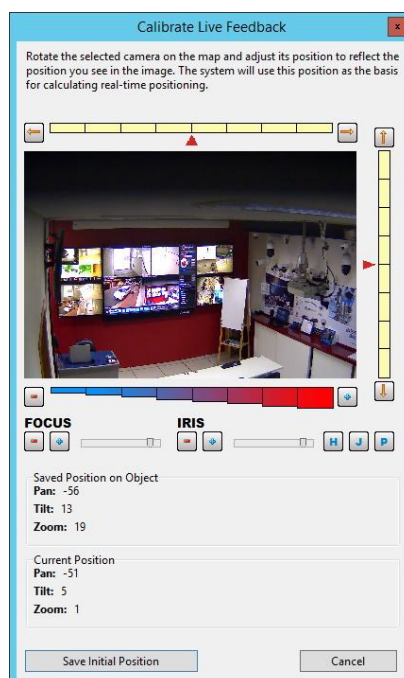 Calibrate Live Feedback
x
Rotate the selected camera on the map and adjust its position to reflect the
position you see in the image. The system will use this position as the basis
for calculating real-time positioning.
FOCUS
IRIS
H J P
Saved Position on Object
Pan: -56
Tilt: 13
Zoom: 19
Current Position
Pan: -51
Tilt: 5
Zoom: 1
Save Initial Position
Cancel